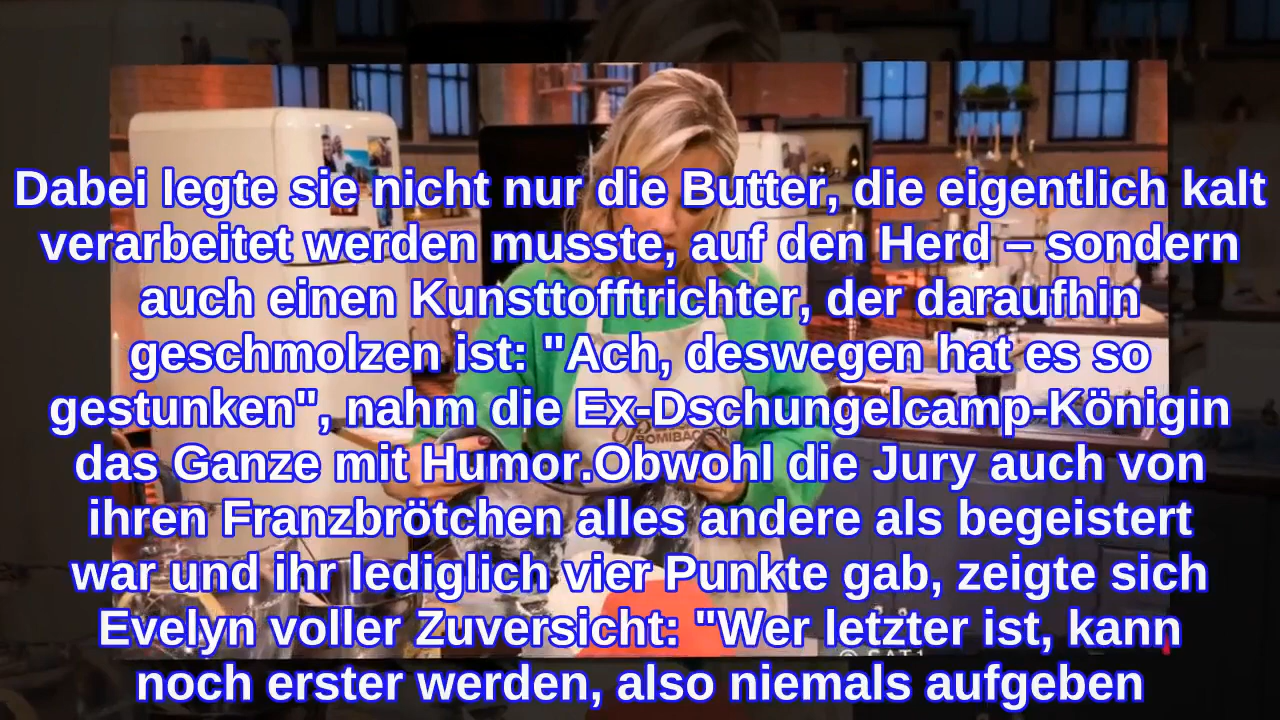 Dabei legte sie nicht nur die Butter, die eigentlich kalt
verarbeitet werden musste, auf den Herd – sondern
auch einen Kunsttofftrichter, der daraufhin
geschmolzen ist: "Ach, deswegen hat es so
gestunken", nahm die Ex-Dschungelcamp-Königin
das Ganze mit Humor.Obwohl die Jury auch von
ihren Franzbrötchen alles andere als begeistert
war und ihr lediglich vier Punkte gab, zeigte sich
Evelyn voller Zuversicht: "Wer letzter ist, kann
noch erster werden, also niemals aufgeben
© SAT.1